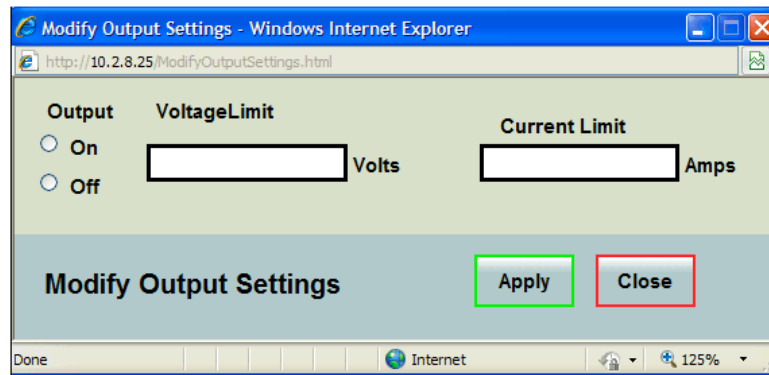 Modify Output Settings - Windows Internet Explorer
http://10.2.8.25/ModifyOutputSettings.html
Output
VoltageLimit
Current Limit
On
Volts
Amps
Off
Modify Output Settings
Apply
Close
Done
Internet
125%